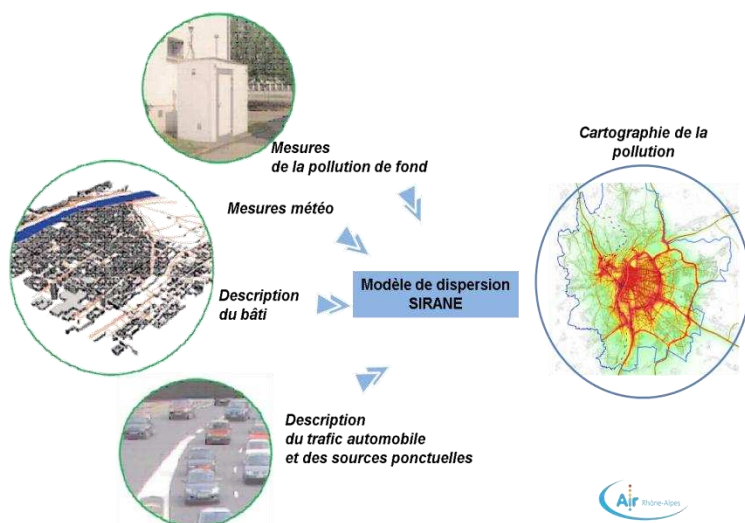 Mesures
de la pollution de fond
Cartographie de la
pollution
Mesures météo
Modèle de dispersion
SIRANE
Description
du bâti
Description
du trafic automobile
et des sources ponctuelles
Air Rhône-Alpes